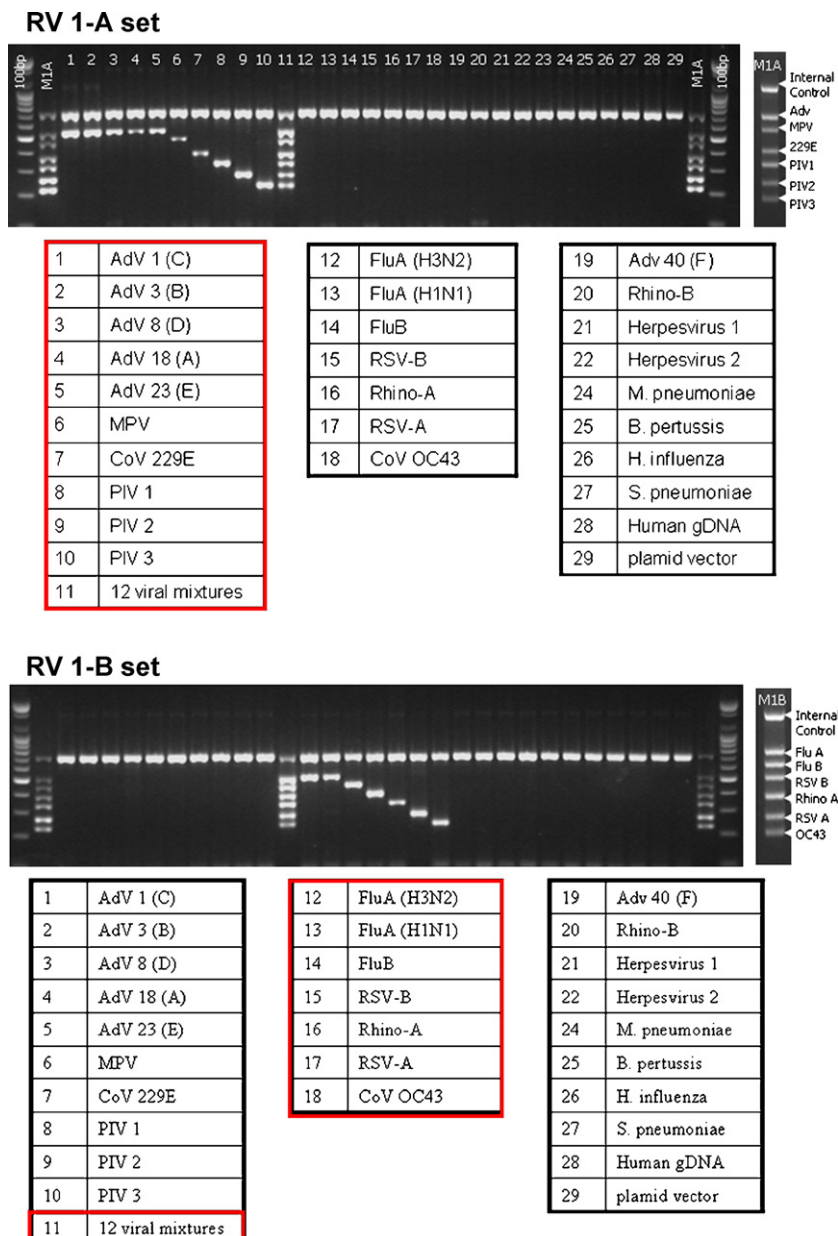 RV 1-A set
100bp M1A 1 2 3 4 5 6 7 8 9 10 11 12 13 14 15 16 17 18 19 20 21 22 23 24 25 26 27 28 29 M1A 100bp
M1A
Internal
Control
Adv
MPV
229E
PIV1
PIV2
PIV3
1 AdV 1 (C)
2 AdV 3 (B)
3 AdV 8 (D)
4 AdV 18 (A)
5 AdV 23 (E)
6 MPV
7 CoV 229E
8 PIV 1
9 PIV 2
10 PIV 3
11 12 viral mixtures
12 FluA (H3N2)
13 FluA (H1N1)
14 FluB
15 RSV-B
16 Rhino-A
17 RSV-A
18 CoV OC43
19 Adv 40 (F)
20 Rhino-B
21 Herpesvirus 1
22 Herpesvirus 2
24 M. pneumoniae
25 B. pertussis
26 H. influenza
27 S. pneumoniae
28 Human gDNA
29 plamid vector
RV 1-B set
M1B
Internal
Control
Flu A
Flu B
RSV B
Rhino A
RSV A
OC43
1 AdV 1 (C)
2 AdV 3 (B)
3 AdV 8 (D)
4 AdV 18 (A)
5 AdV 23 (E)
6 MPV
7 CoV 229E
8 PIV 1
9 PIV 2
10 PIV 3
11 12 viral mixtures
12 FluA (H3N2)
13 FluA (H1N1)
14 FluB
15 RSV-B
16 Rhino-A
17 RSV-A
18 CoV OC43
19 Adv 40 (F)
20 Rhino-B
21 Herpesvirus 1
22 Herpesvirus 2
24 M. pneumoniae
25 B. pertussis
26 H. influenza
27 S. pneumoniae
28 Human gDNA
29 plamid vector